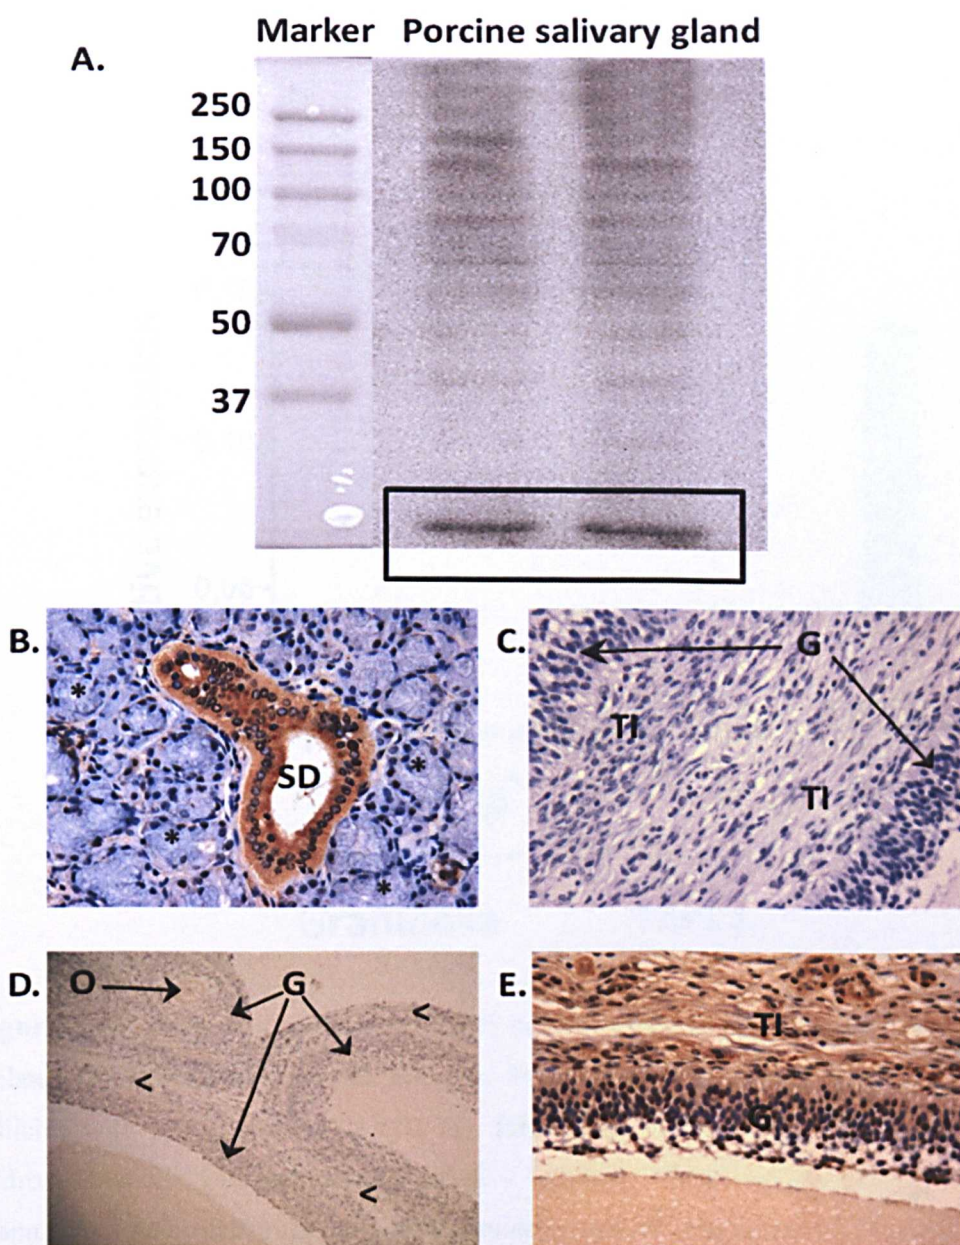 Marker Porcine salivary gland
A.
250
150
100
70
50
37
B.
*
*
SD
*
*
C.
G
TI
TI
D.
O
G
<
<
<
E.
TI
G